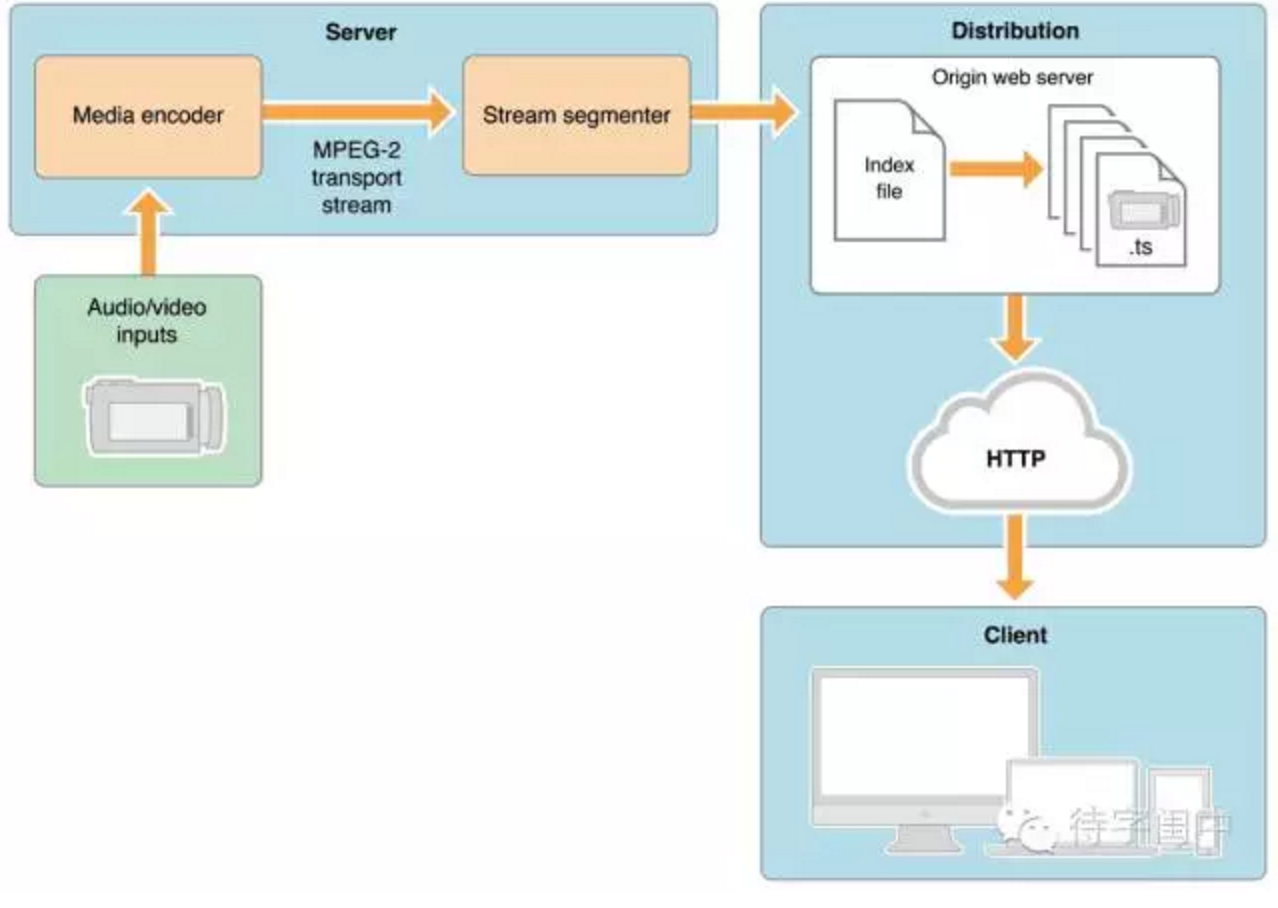 Server
Media encoder
MPEG-2
transport
stream
Stream segmenter
Audio/video
inputs
Distribution
Origin web server
Index
file
.ts
HTTP
Client
待字闺中